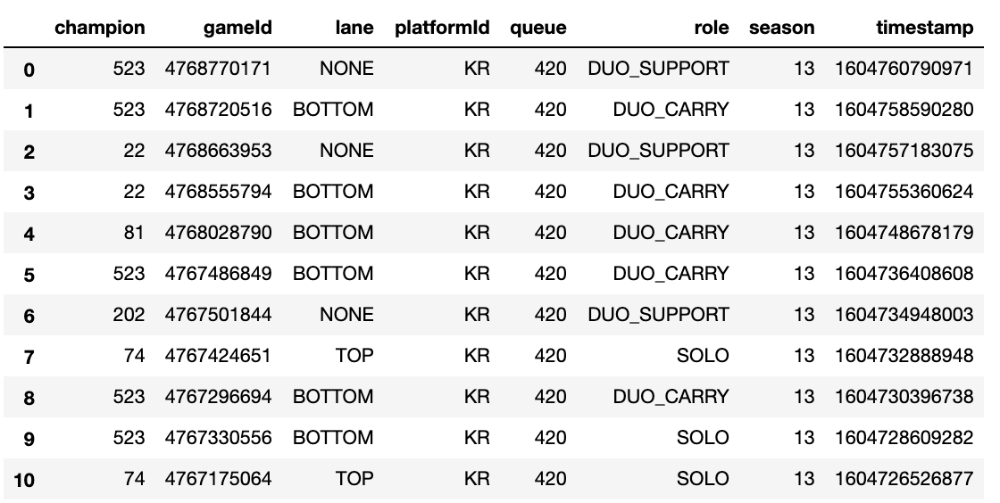 champion gameId lane platformId queue role season timestamp
0 523 4768770171 NONE KR 420 DUO_SUPPORT 13 1604760790971
1 523 4768720516 BOTTOM KR 420 DUO_CARRY 13 1604758590280
2 22 4768663953 NONE KR 420 DUO_SUPPORT 13 1604757183075
3 22 4768555794 BOTTOM KR 420 DUO_CARRY 13 1604755360624
4 81 4768028790 BOTTOM KR 420 DUO_CARRY 13 1604748678179
5 523 4767486849 BOTTOM KR 420 DUO_CARRY 13 1604736408608
6 202 4767501844 NONE KR 420 DUO_SUPPORT 13 1604734948003
7 74 4767424651 TOP KR 420 SOLO 13 1604732888948
8 523 4767296694 BOTTOM KR 420 DUO_CARRY 13 1604730396738
9 523 4767330556 BOTTOM KR 420 SOLO 13 1604728609282
10 74 4767175064 TOP KR 420 SOLO 13 1604726526877